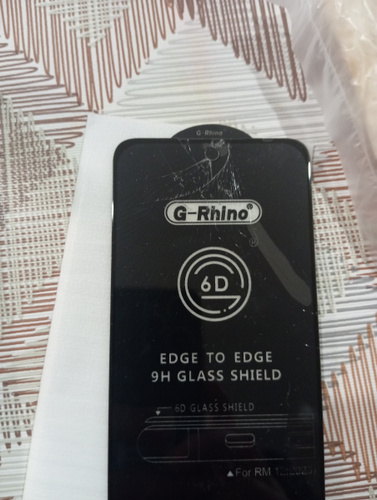 G-Rhino
G-Rhino®
6D
EDGE TO EDGE
9H GLASS SHIELD
6D GLASS SHIELD
▲For RM